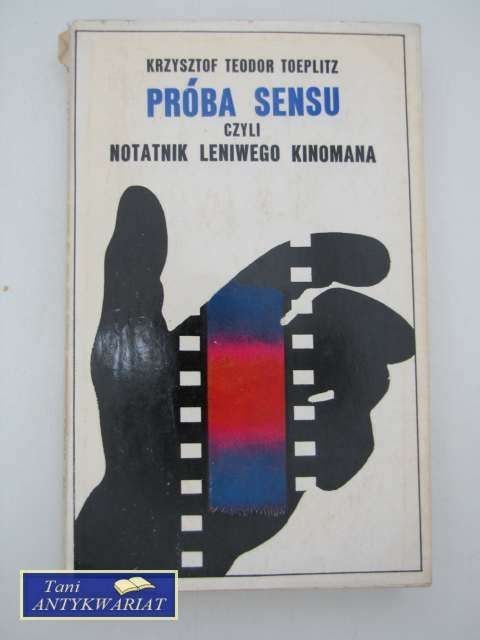 KRZYSZTOF TEODOR TOEPLITZ
PRÓBA SENSU
CZYLI
NOTATNIK LENIWEGO KINOMANA
Tani
ANTYKWARIAT